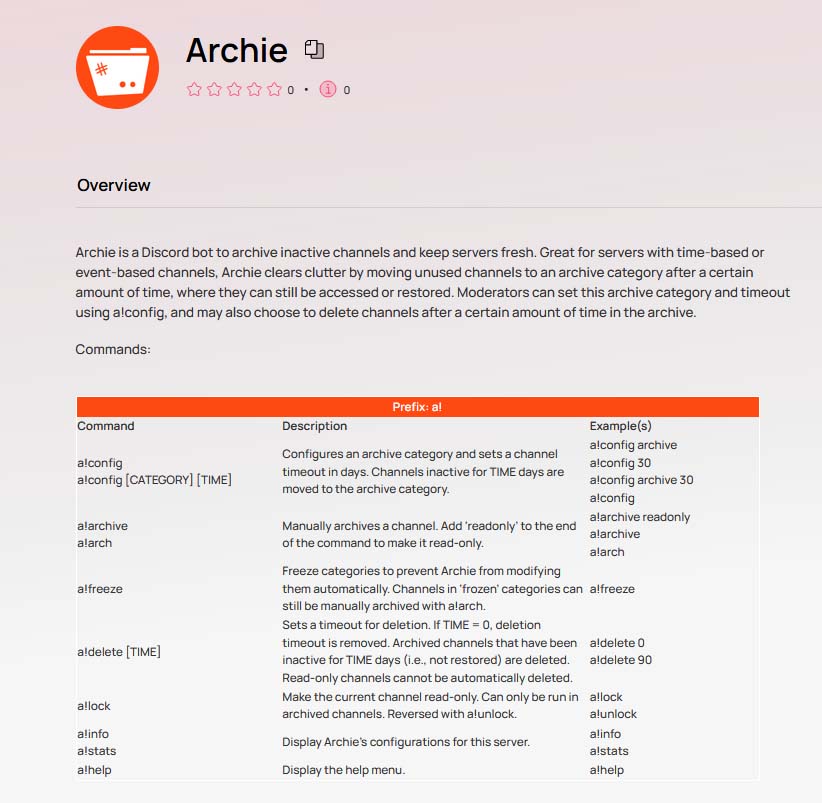 Archie
0 • i 0
Overview
Archie is a Discord bot to archive inactive channels and keep servers fresh. Great for servers with time-based or
event-based channels, Archie clears clutter by moving unused channels to an archive category after a certain
amount of time, where they can still be accessed or restored. Moderators can set this archive category and timeout
using a!config, and may also choose to delete channels after a certain amount of time in the archive.
Commands:
Prefix: a!
Command Description Example(s)
a!config
a!config [CATEGORY] [TIME]
Configures an archive category and sets a channel
timeout in days. Channels inactive for TIME days are
moved to the archive category.
a!config archive
a!config 30
a!config archive 30
a!config
a!archive
a!arch
Manually archives a channel. Add 'readonly' to the end
of the command to make it read-only.
a!archive readonly
a!archive
a!arch
a!freeze
Freeze categories to prevent Archie from modifying
them automatically. Channels in 'frozen' categories can
still be manually archived with a!arch.
a!freeze
a!delete [TIME]
Sets a timeout for deletion. If TIME = 0, deletion
timeout is removed. Archived channels that have been
inactive for TIME days (i.e., not restored) are deleted.
Read-only channels cannot be automatically deleted.
a!delete 0
a!delete 90
a!lock
Make the current channel read-only. Can only be run in
archived channels. Reversed with a!unlock.
a!lock
a!unlock
a!info
a!stats
Display Archie's configurations for this server.
a!info
a!stats
a!help
Display the help menu.
a!help